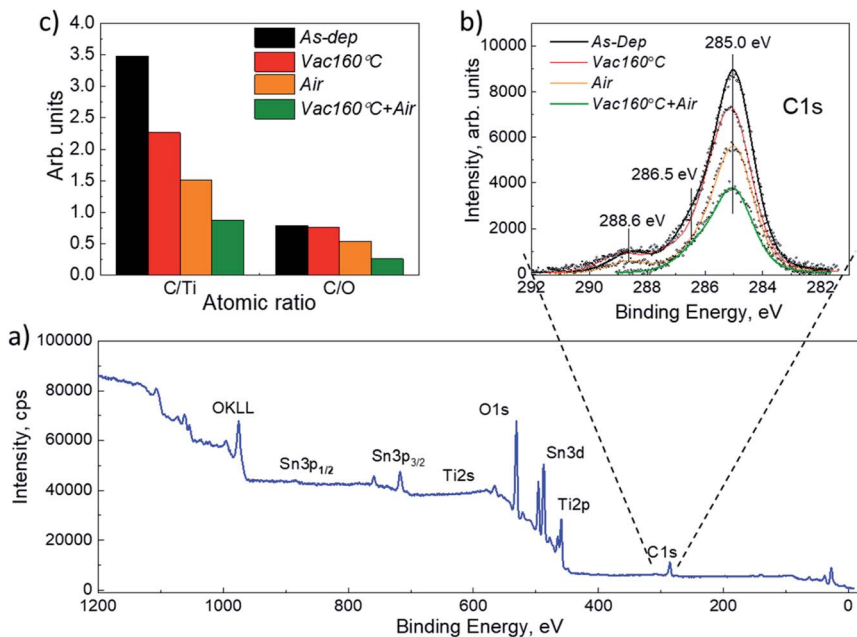 c)
As-dep
Vac160°C
Air
Vac160°C+Air
4.0
3.5
3.0
2.5
2.0
1.5
1.0
0.5
0.0
Arb. units
C/Ti
C/O
Atomic ratio
b)
As-Dep
Vac160°C
Air
Vac160°C+Air
285.0 eV
C1s
286.5 eV
288.6 eV
10000
8000
6000
4000
2000
0
Intensity, arb. units
292 290 288 286 284 282
Binding Energy, eV
a)
100000
80000
60000
40000
20000
0
Intensity, cps
OKLL
Sn3p1/2
Sn3p3/2
Ti2s
O1s
Sn3d
Ti2p
C1s
1200 1000 800 600 400 200 0
Binding Energy, eV